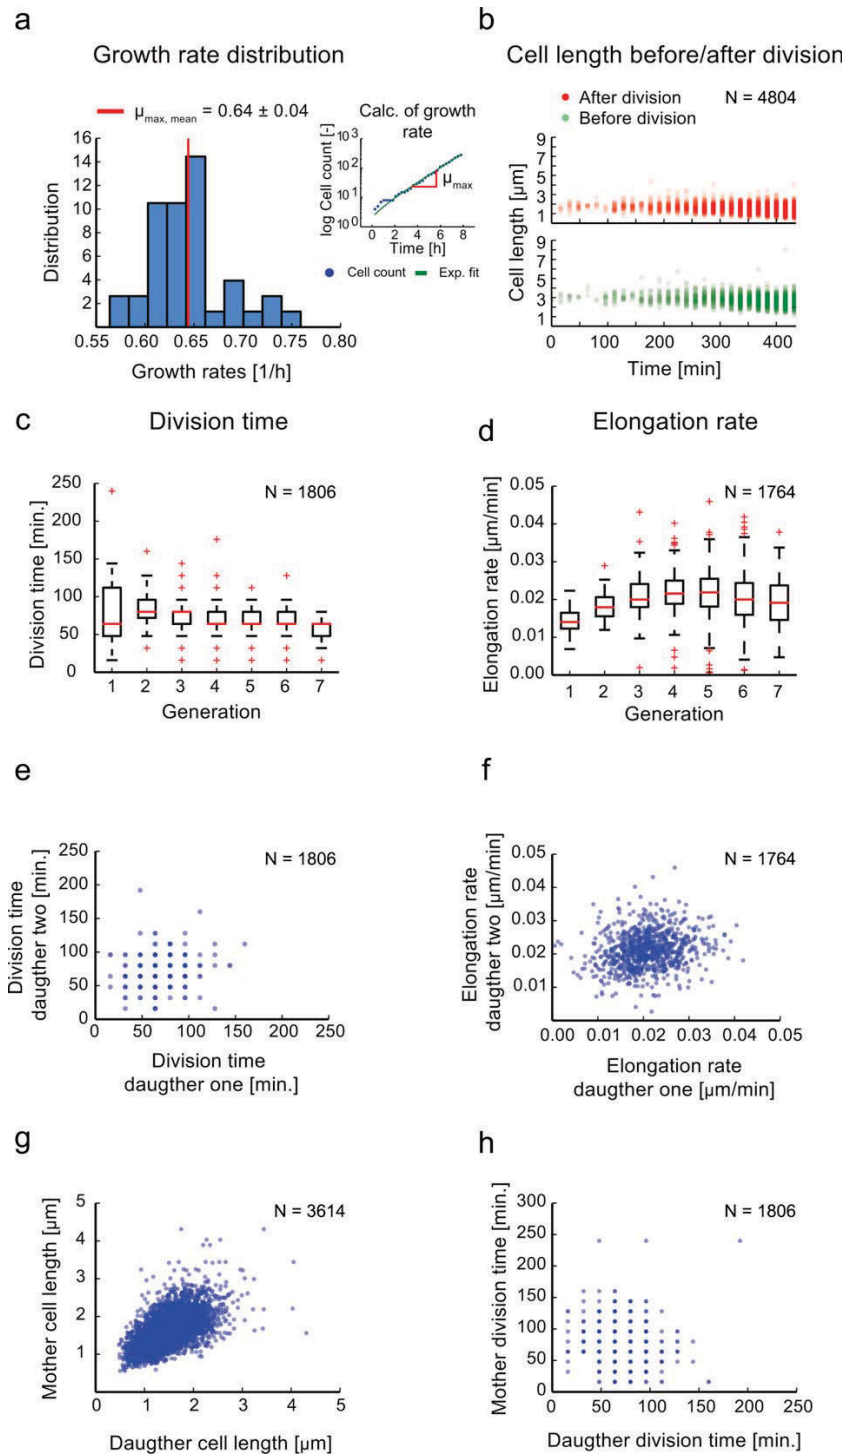 a
Growth rate distribution
μmax, mean = 0.64 ± 0.04
16
14
12
10
8
6
4
2
Distribution
0.55 0.60 0.65 0.70 0.75 0.80
Growth rates [1/h]
Calc. of growth
rate
log Cell count [-]
10³
10²
10¹
10⁰
μmax
0 2 4 6 8
Time [h]
Cell count Exp. fit
b
Cell length before/after division
After division
Before division
N = 4804
Cell length [µm]
9
7
5
3
1
9
7
5
3
1
0 100 200 300 400
Time [min]
c
Division time
N = 1806
Division time [min.]
250
200
150
100
50
0
1 2 3 4 5 6 7
Generation
d
Elongation rate
N = 1764
Elongation rate [µm/min]
0.05
0.04
0.03
0.02
0.01
0.00
1 2 3 4 5 6 7
Generation
e
N = 1806
Division time
daugther two [min.]
250
200
150
100
50
0
0 50 100 150 200 250
Division time
daugther one [min.]
f
N = 1764
Elongation rate
daugther two [µm/min]
0.05
0.04
0.03
0.02
0.01
0.00 0.01 0.02 0.03 0.04 0.05
Elongation rate
daugther one [µm/min]
g
N = 3614
Mother cell length [µm]
5
4
3
2
1
0 1 2 3 4 5
Daugther cell length [µm]
h
N = 1806
Mother division time [min.]
300
250
200
150
100
50
0
0 50 100 150 200 250
Daugther division time [min.]